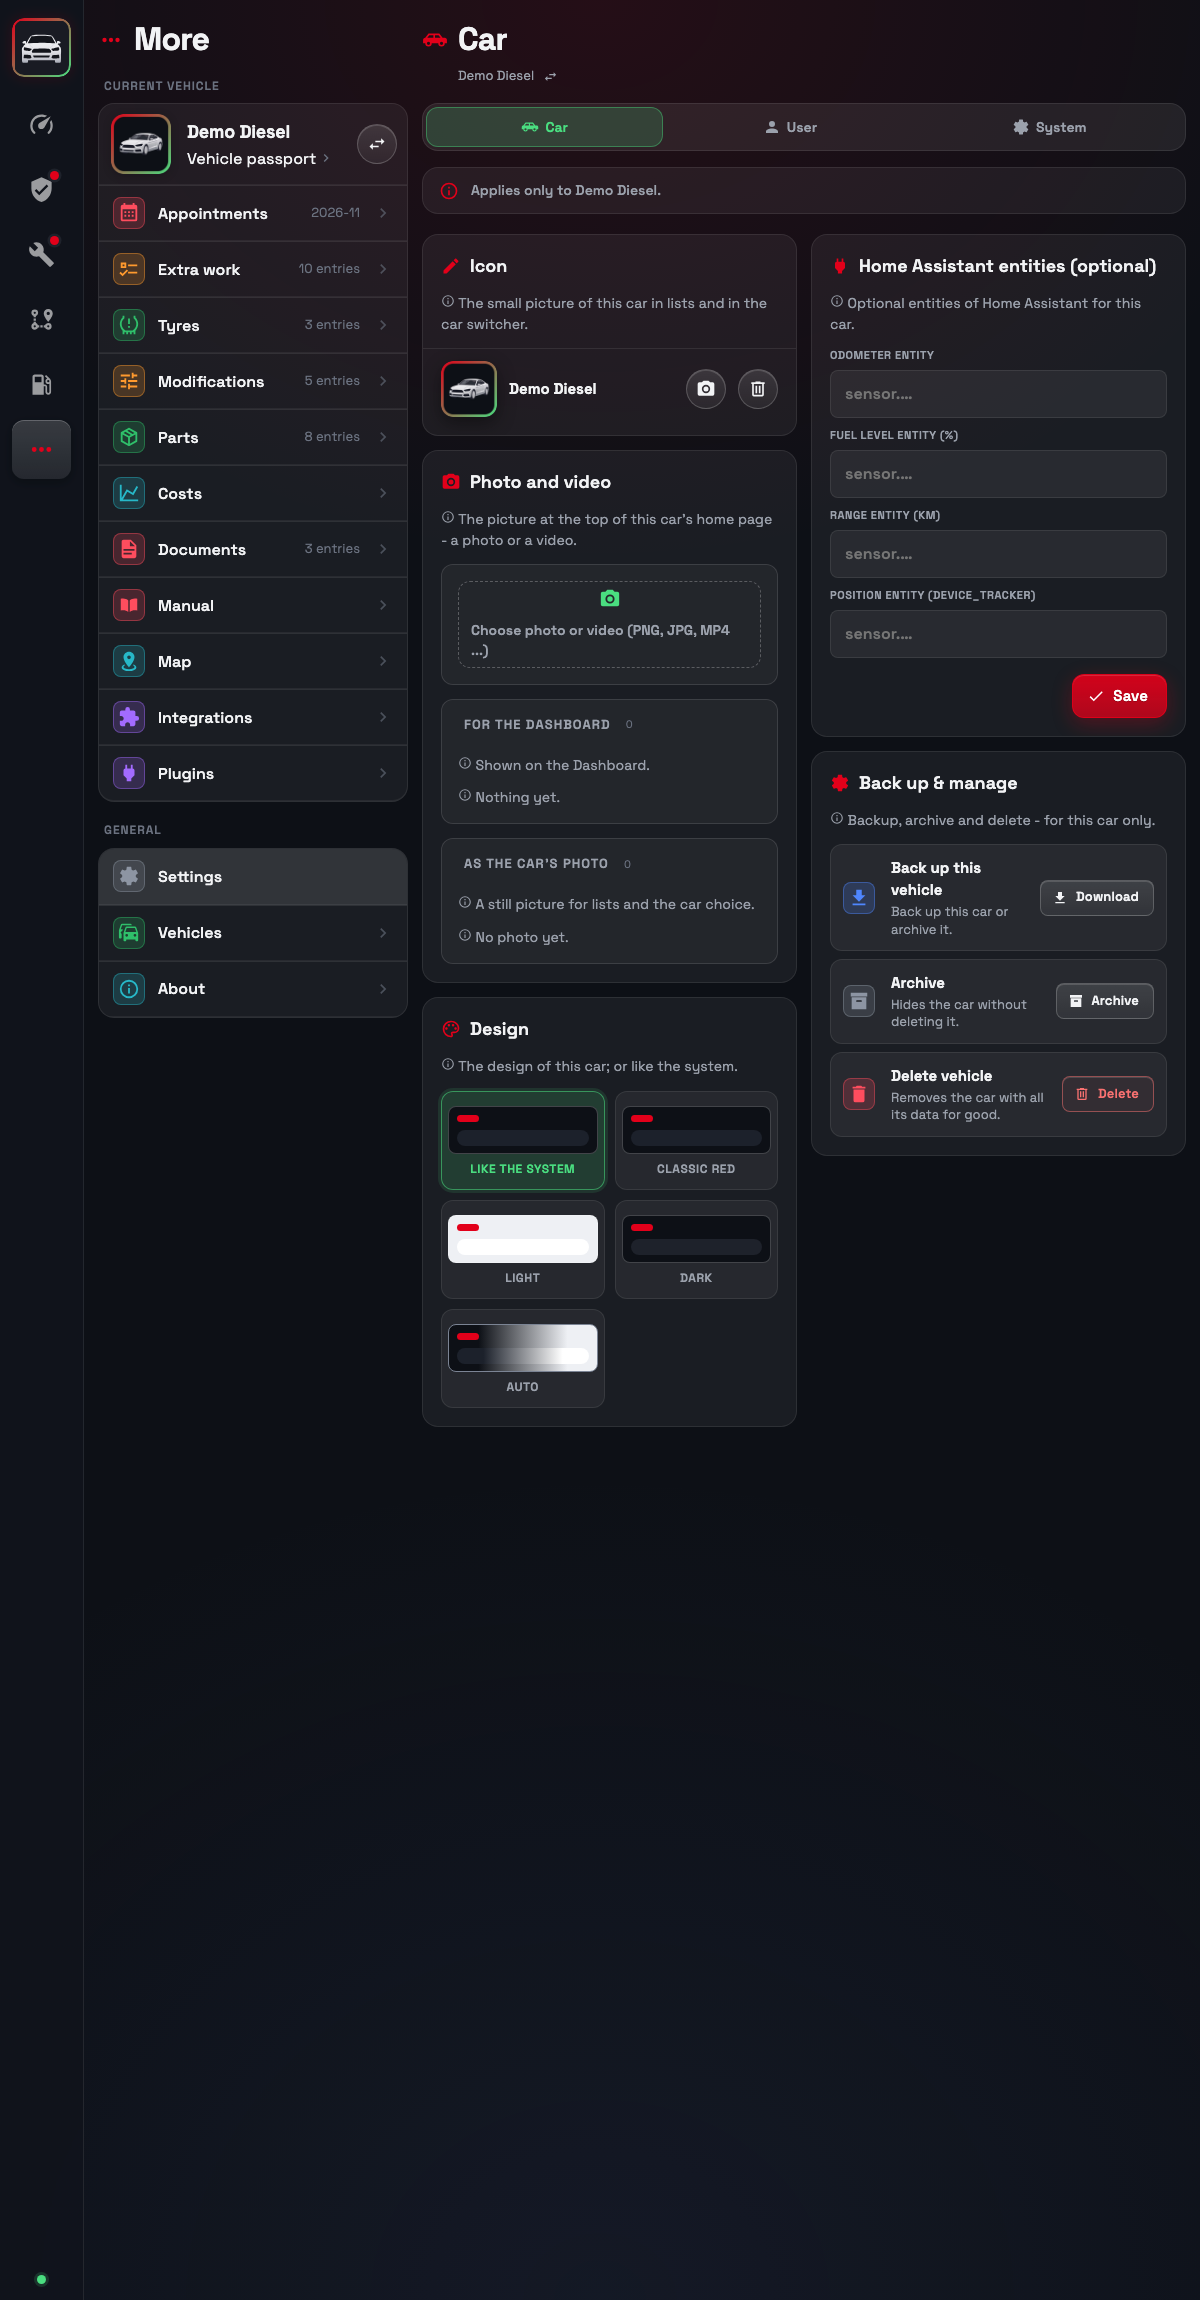 More
CURRENT VEHICLE
Demo Diesel
Vehicle passport
Appointments 2026-11
Extra work 10 entries
Tyres 3 entries
Modifications 5 entries
Parts 8 entries
Costs
Documents 3 entries
Manual
Map
Integrations
Plugins
GENERAL
Settings
Vehicles
About
Car
Demo Diesel
Car User System
Applies only to Demo Diesel.
Icon
The small picture of this car in lists and in the
car switcher.
Demo Diesel
Photo and video
The picture at the top of this car's home page
- a photo or a video.
Choose photo or video (PNG, JPG, MP4
...)
FOR THE DASHBOARD 0
Shown on the Dashboard.
Nothing yet.
AS THE CAR'S PHOTO 0
A still picture for lists and the car choice.
No photo yet.
Design
The design of this car; or like the system.
LIKE THE SYSTEM CLASSIC RED
LIGHT DARK
AUTO
Home Assistant entities (optional)
Optional entities of Home Assistant for this
car.
ODOMETER ENTITY
sensor....
FUEL LEVEL ENTITY (%)
sensor....
RANGE ENTITY (KM)
sensor....
POSITION ENTITY (DEVICE_TRACKER)
sensor....
Save
Back up & manage
Backup, archive and delete - for this car only.
Back up this
vehicle
Back up this car or
archive it.
Download
Archive
Hides the car without
deleting it.
Archive
Delete vehicle
Removes the car with all
its data for good.
Delete